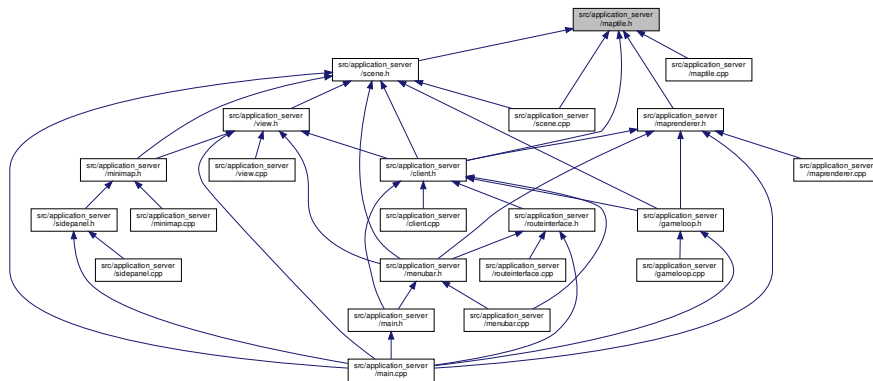 src/application_server
/maptile.h
src/application_server
/scene.h
src/application_server
/maptile.cpp
src/application_server
/view.h
src/application_server
/scene.cpp
src/application_server
/maprenderer.h
src/application_server
/minimap.h
src/application_server
/view.cpp
src/application_server
/client.h
src/application_server
/maprenderer.cpp
src/application_server
/sidepanel.h
src/application_server
/minimap.cpp
src/application_server
/client.cpp
src/application_server
/routeinterface.h
src/application_server
/gameloop.h
src/application_server
/sidepanel.cpp
src/application_server
/menubar.h
src/application_server
/routeinterface.cpp
src/application_server
/gameloop.cpp
src/application_server
/main.h
src/application_server
/menubar.cpp
src/application_server
/main.cpp